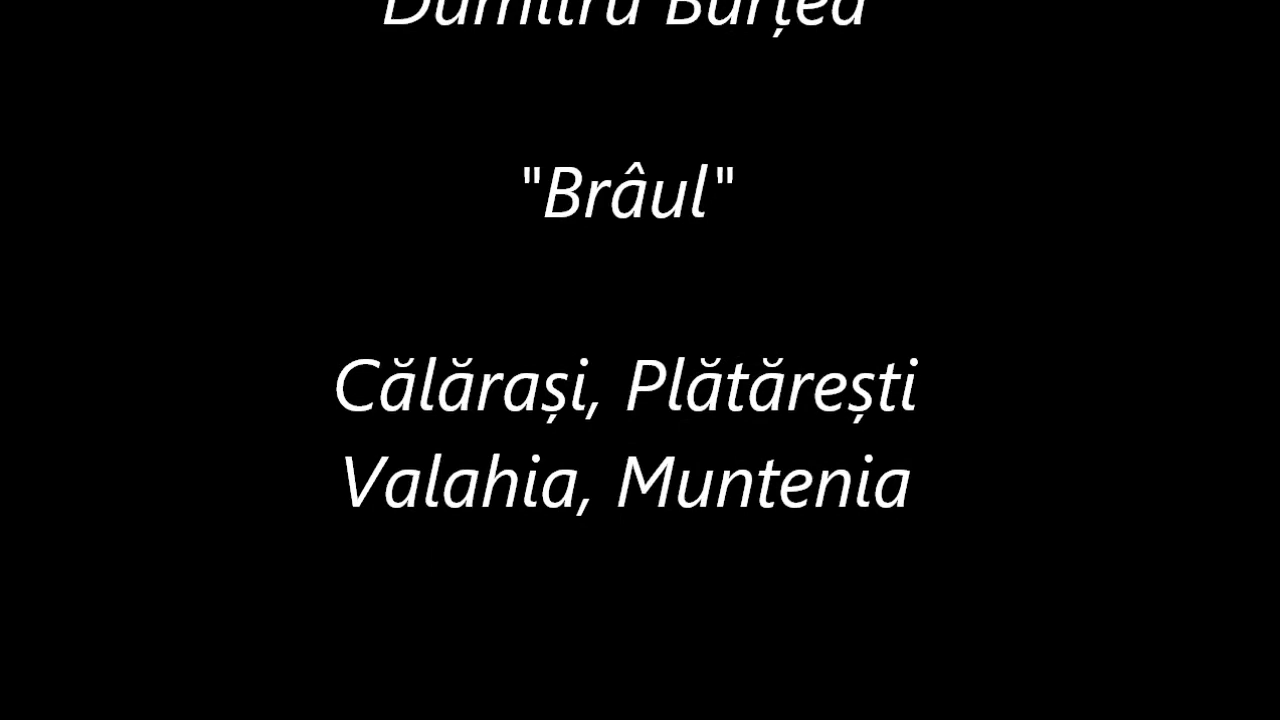 Dumitru Burțea
"Brâul"
Călărași, Plătărești
Valahia, Muntenia